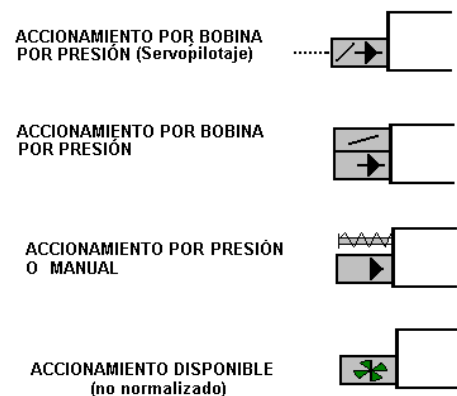 ACCIONAMIENTO POR BOBINA
POR PRESIÓN (Servopilotaje)
ACCIONAMIENTO POR BOBINA
POR PRESIÓN
ACCIONAMIENTO POR PRESIÓN
O MANUAL
ACCIONAMIENTO DISPONIBLE
(no normalizado)